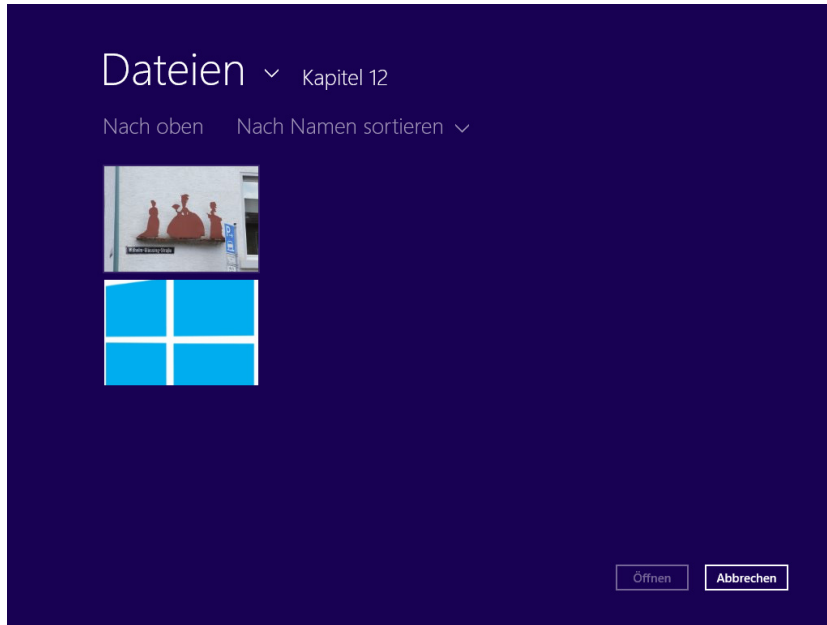 Dateien Kapitel 12
Nach oben Nach Namen sortieren
P
Öffnen Abbrechen